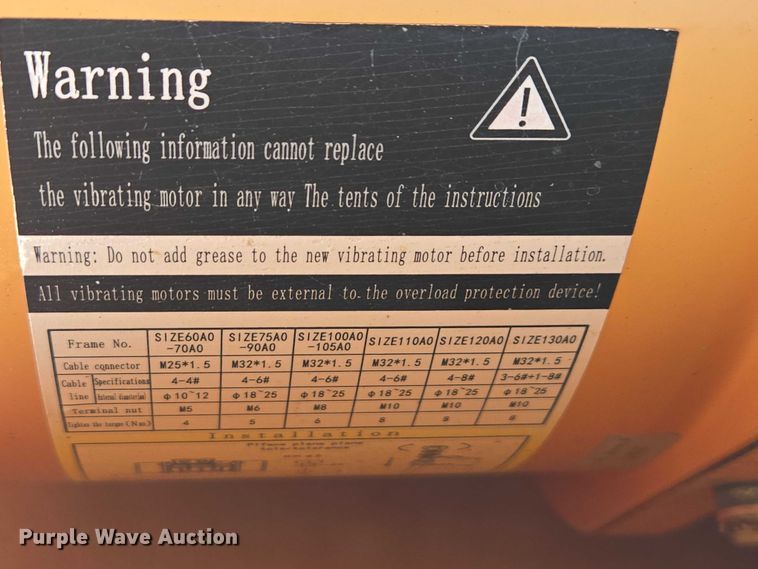 Warning
The following information cannot replace
the vibrating motor in any way The tents of the instructions
Warning: Do not add grease to the new vibrating motor before installation.
All vibrating motors must be external to the overload protection device!
Frame No. SIZE60A0 -70A0 SIZE75A0 -90A0 SIZE100A0 -105A0 SIZE110A0 SIZE120A0 SIZE130A0
Cable connector M25*1.5 M32*1.5 M32*1.5 M32*1.5 M32*1.5 M32*1.5
Cable line Specifications 4-4# 4-6# 4-6# 4-6# 4-8# 3-6#+1-8#
φ10~12 φ18~25 φ18~25 φ18~25 φ18~25 φ18~25
Terminal nut M5 M6 M8 M10 M10 M10
Tighten the torque 4 5 6 8 8 8
Installation
plane plane
Purple Wave Auction